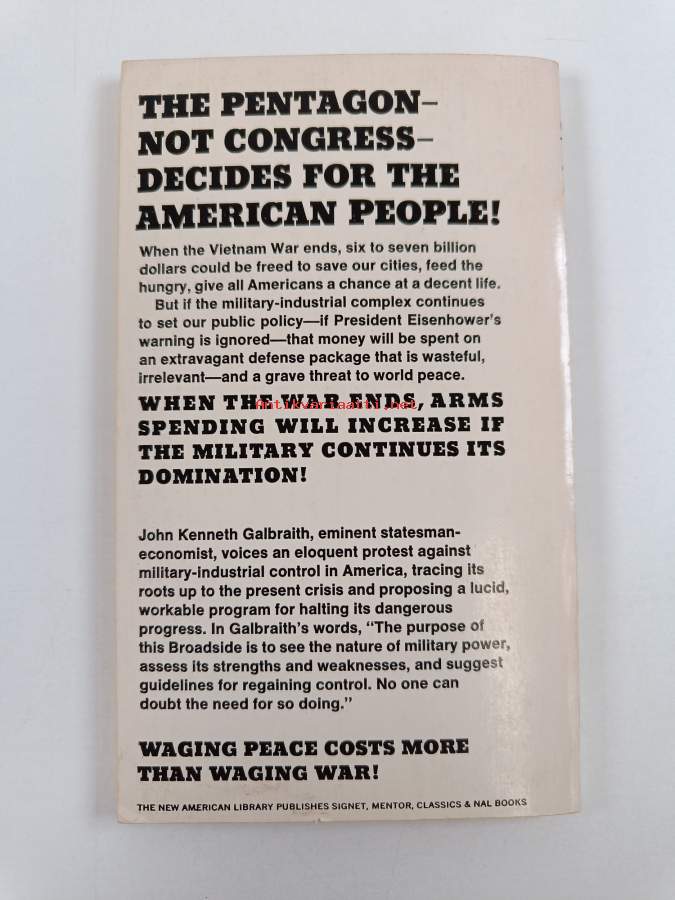 THE PENTAGON–
NOT CONGRESS–
DECIDES FOR THE
AMERICAN PEOPLE!
When the Vietnam War ends, six to seven billion
dollars could be freed to save our cities, feed the
hungry, give all Americans a chance at a decent life.
But if the military-industrial complex continues
to set our public policy—if President Eisenhower's
warning is ignored—that money will be spent on
an extravagant defense package that is wasteful,
irrelevant—and a grave threat to world peace.
antikvariaatti.net
WHEN THE WAR ENDS, ARMS
SPENDING WILL INCREASE IF
THE MILITARY CONTINUES ITS
DOMINATION!
John Kenneth Galbraith, eminent statesman-
economist, voices an eloquent protest against
military-industrial control in America, tracing its
roots up to the present crisis and proposing a lucid,
workable program for halting its dangerous
progress. In Galbraith's words, "The purpose of
this Broadside is to see the nature of military power,
assess its strengths and weaknesses, and suggest
guidelines for regaining control. No one can
doubt the need for so doing."
WAGING PEACE COSTS MORE
THAN WAGING WAR!
THE NEW AMERICAN LIBRARY PUBLISHES SIGNET, MENTOR, CLASSICS & NAL BOOKS